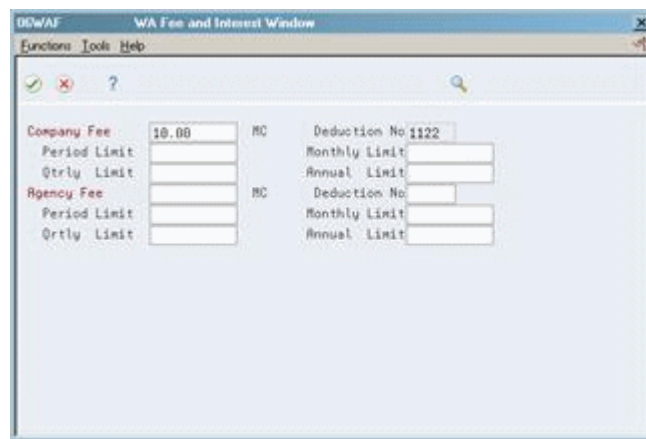 06WAF WA Fee and Interest Window X
Functions Tools Help
?
Company Fee 10.00 MC Deduction No 1122
Period Limit Monthly Limit
Qtrly Limit Annual Limit
Agency Fee MC Deduction No
Period Limit Monthly Limit
Qrtly Limit Annual Limit